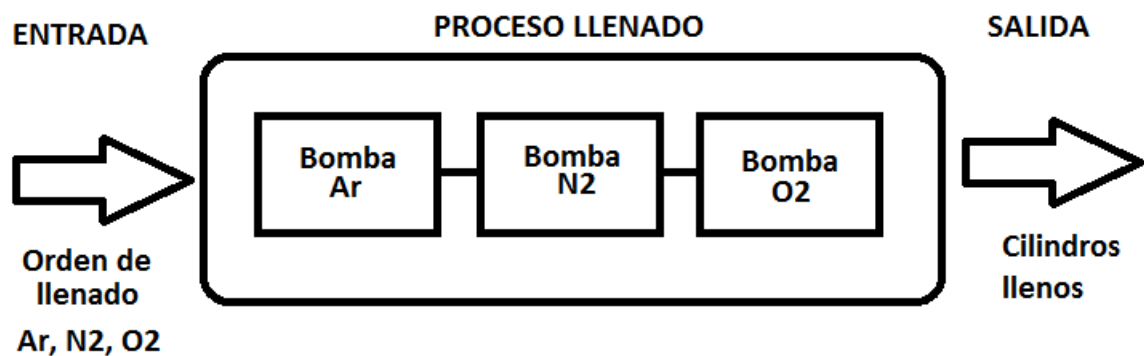 ENTRADA
PROCESO LLENADO
SALIDA
Bomba
Ar
Bomba
N2
Bomba
O2
Orden de
llenado
Ar, N2, O2
Cilindros
llenos